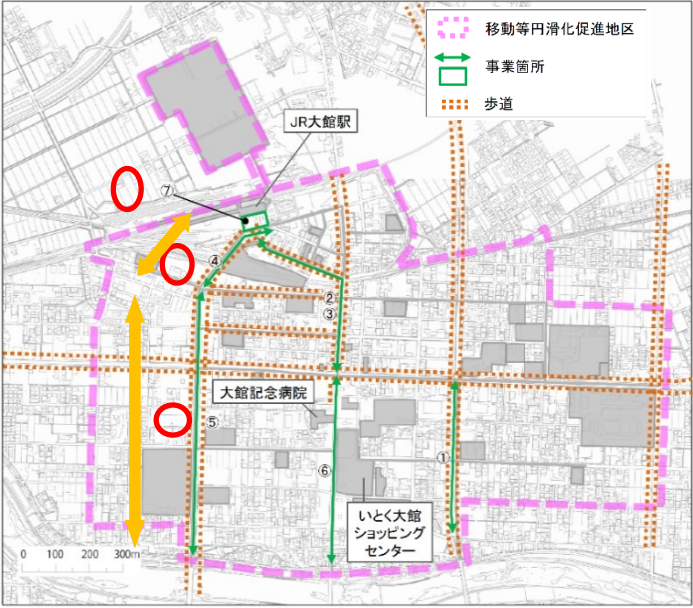 移動等円滑化促進地区
事業箇所
歩道
JR大館駅
⑦
④
②
③
大館記念病院
⑤
①
⑥
いとく大館
ショッピング
センター
0 100 200 300m